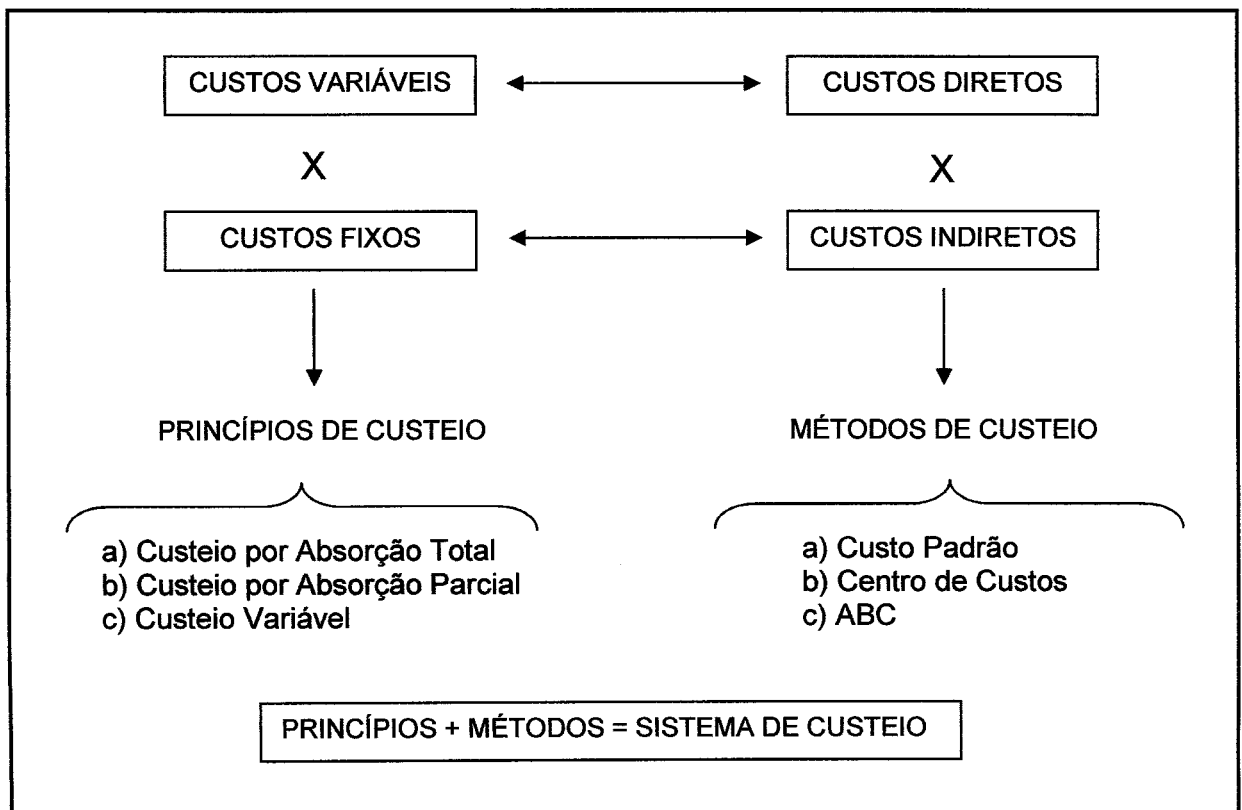 CUSTOS VARIÁVEIS
CUSTOS DIRETOS
X
X
CUSTOS FIXOS
CUSTOS INDIRETOS
PRINCÍPIOS DE CUSTEIO
a) Custeio por Absorção Total
b) Custeio por Absorção Parcial
c) Custeio Variável
MÉTODOS DE CUSTEIO
a) Custo Padrão
b) Centro de Custos
c) ABC
PRINCÍPIOS + MÉTODOS = SISTEMA DE CUSTEIO